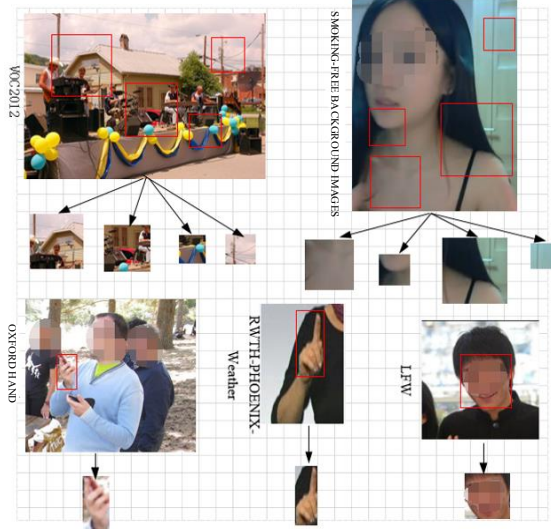 VOC2012
SMOKING-FREE BACKGROUND IMAGES
OXFORD HAND
RWTH-PHOENIX-
Weather
LFW